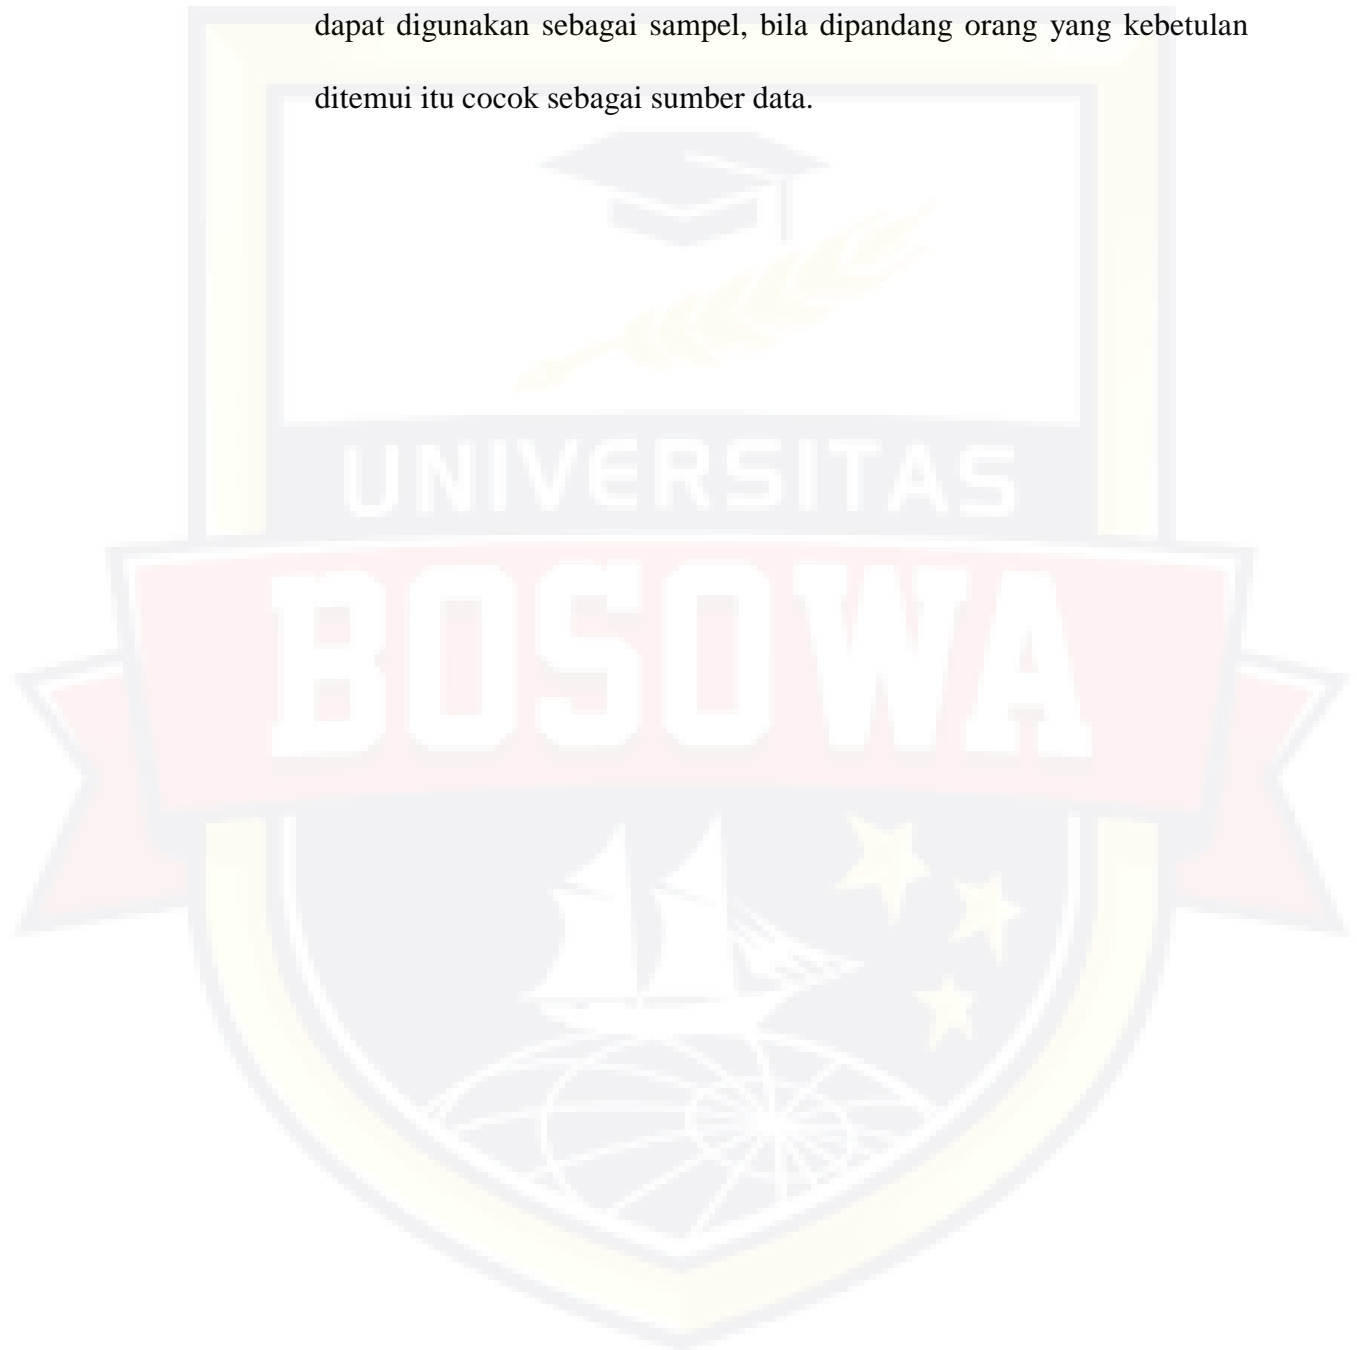 dapat digunakan sebagai sampel, bila dipandang orang yang kebetulan
ditemui itu cocok sebagai sumber data.
UNIVERSITAS
BOSOWA